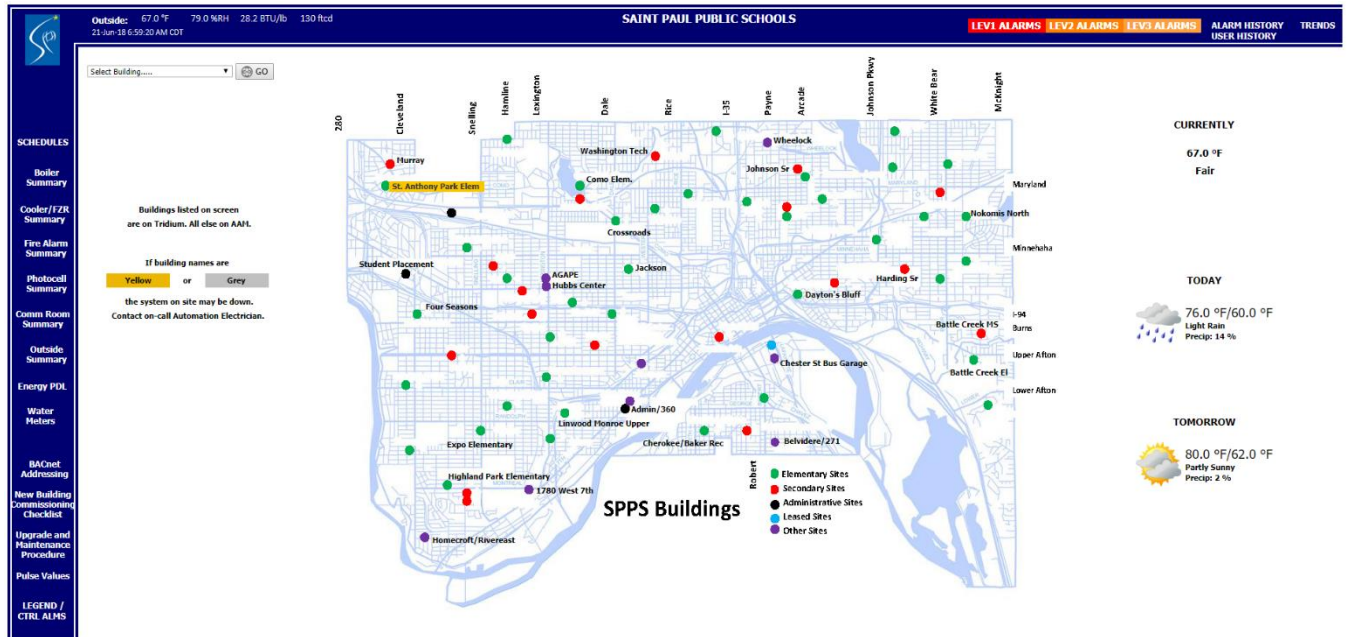 Outside: 67.0 °F 79.0 %RH 28.2 BTU/lb 130 ftcd
21-Jun-18 6:59:20 AM CDT
SAINT PAUL PUBLIC SCHOOLS
LEV1 ALARMS LEV2 ALARMS LEV3 ALARMS
ALARM HISTORY
USER HISTORY
TRENDS
Select Building.....
GO
SCHEDULES
Boiler
Summary
Cooler/FZR
Summary
Fire Alarm
Summary
Photocell
Summary
Comm Room
Summary
Outside
Summary
Energy PDL
Water
Meters
BACnet
Addressing
New Building
Commissioning
Checklist
Upgrade and
Maintenance
Procedure
Pulse Values
LEGEND /
CTRL ALMS
Buildings listed on screen
are on Tridium. All else on AAM.
If building names are
Yellow or Grey
the system on site may be down.
Contact on-call Automation Electrician.
280
Cleveland
Snelling
Hamline
Lexington
Dale
Rice
I-35
Payne
Arcade
Johnson Pkwy
White Bear
McKnight
Wheelock
Washington Tech
Murray
Johnson Sr
St. Anthony Park Elem
Como Elem.
Maryland
Nokomis North
Crossroads
Minnehaha
Student Placement
Jackson
AGAPE
Harding Sr
Hubbs Center
Dayton's Bluff
Four Seasons
I-94
Battle Creek MS
Burns
Upper Afton
Chester St Bus Garage
Battle Creek El
Lower Afton
Admin/360
Linwood Monroe Upper
Expo Elementary
Cherokee/Baker Rec
Belvidere/271
Robert
Highland Park Elementary
1780 West 7th
Homecroft/Rivereast
SPPS Buildings
Elementary Sites
Secondary Sites
Administrative Sites
Leased Sites
Other Sites
CURRENTLY
67.0 °F
Fair
TODAY
76.0 °F/60.0 °F
Light Rain
Precip: 14 %
TOMORROW
80.0 °F/62.0 °F
Partly Sunny
Precip: 2 %